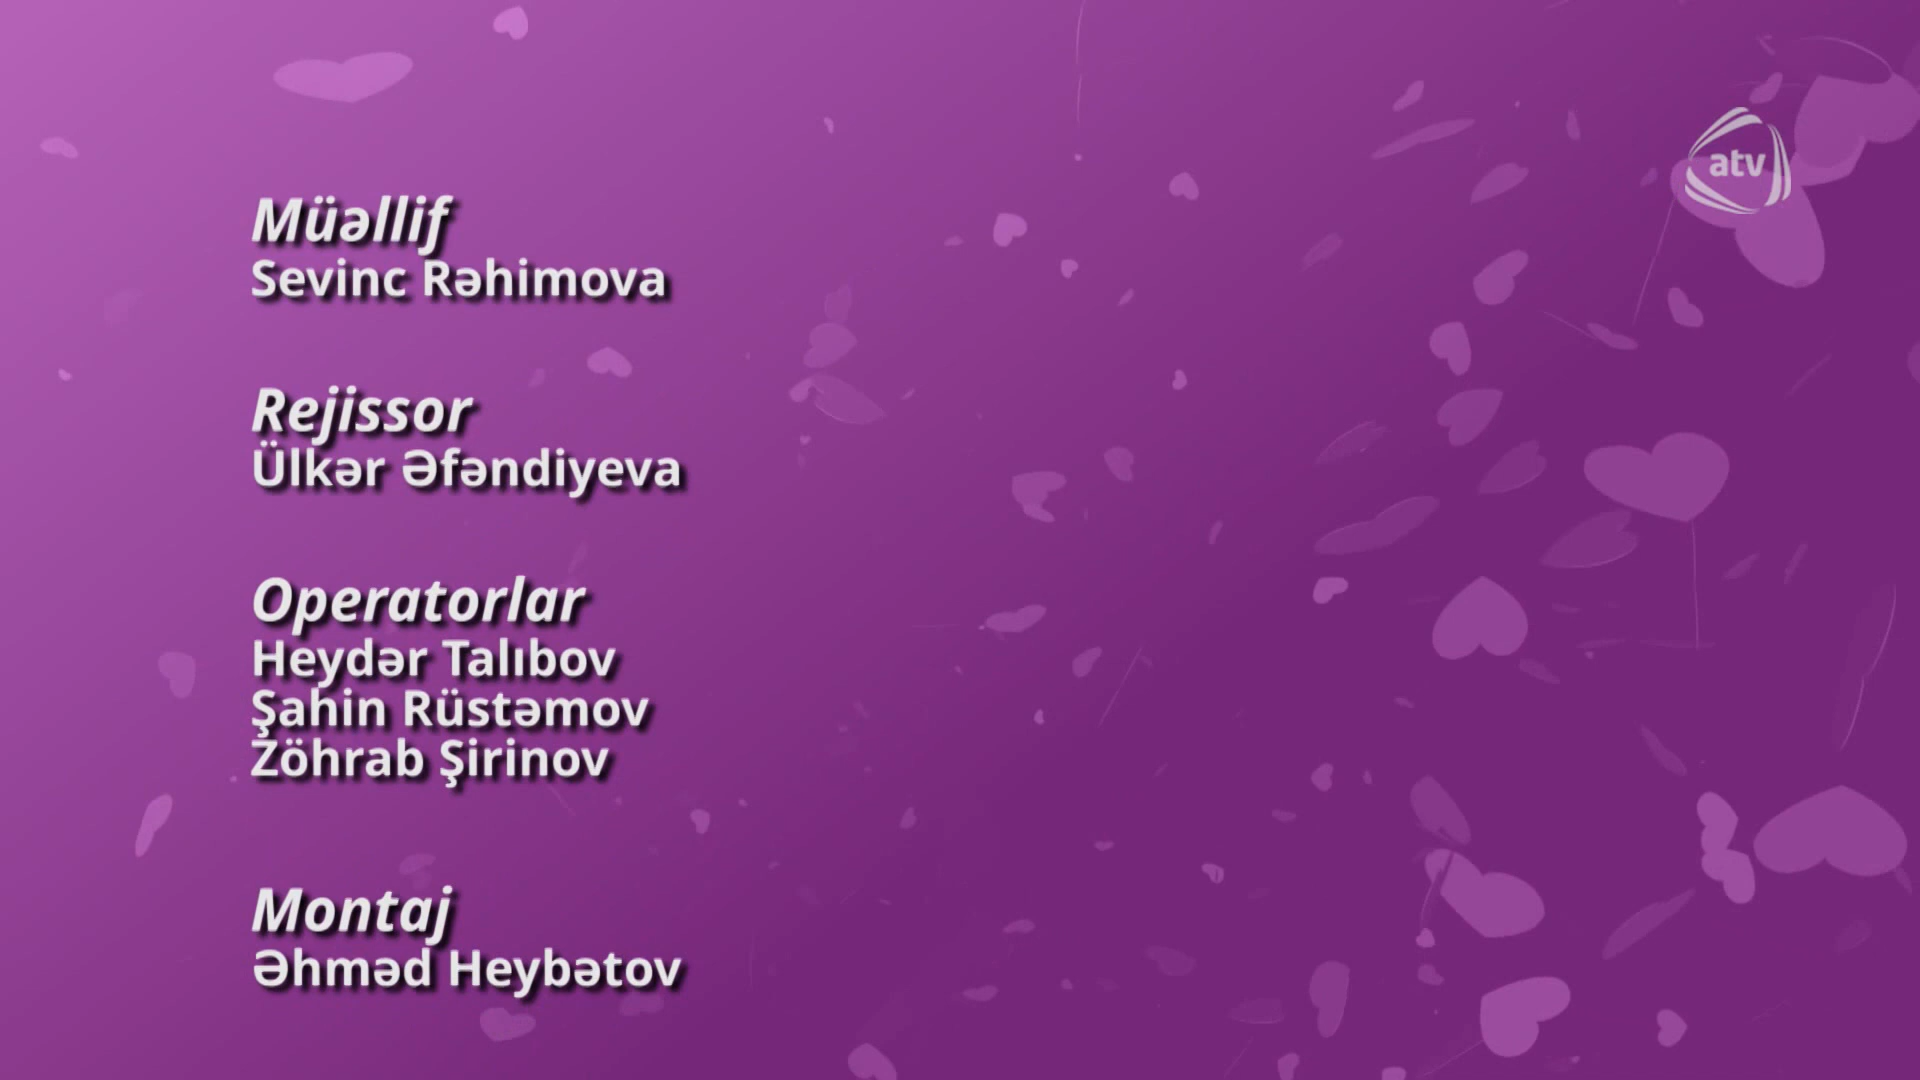 atv
Müəllif
Sevinc Rəhimova
Rejissor
Ülkər Əfəndiyeva
Operatorlar
Heydər Talıbov
Şahin Rüstəmov
Zöhrab Şirinov
Montaj
Əhməd Heybətov